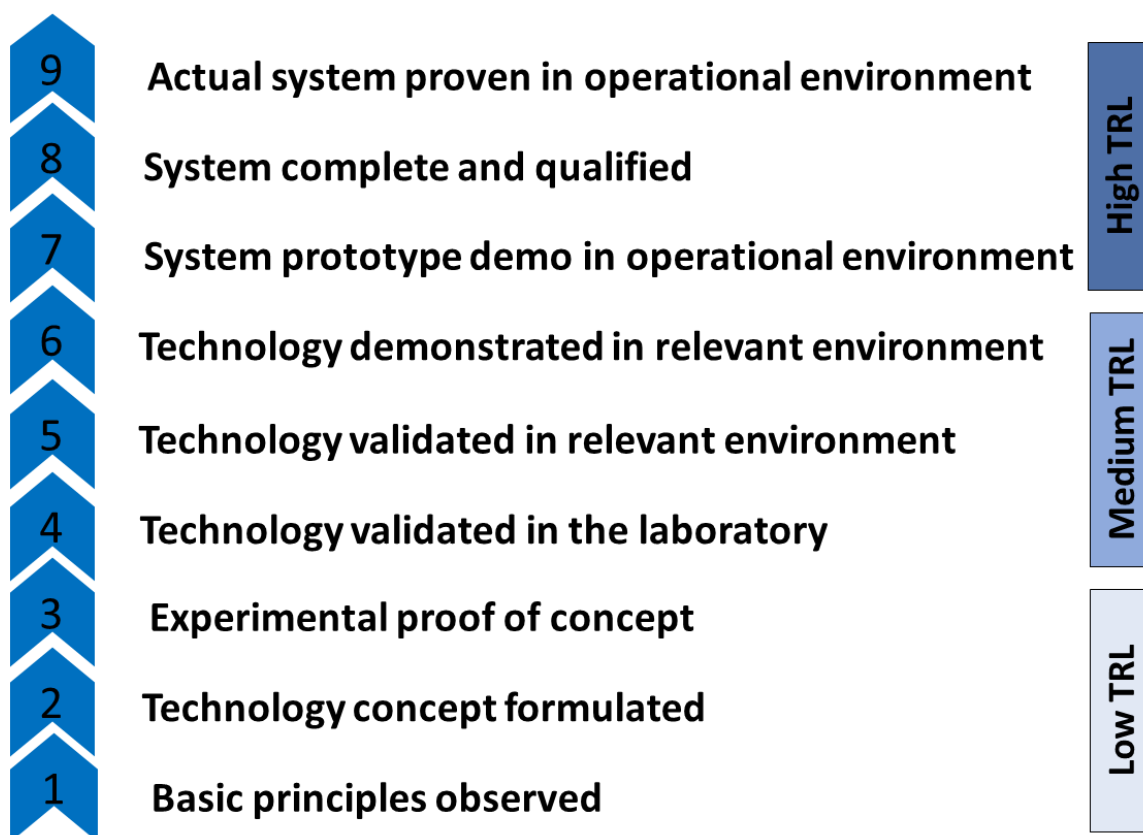 9 Actual system proven in operational environment
8 System complete and qualified
7 System prototype demo in operational environment
High TRL
6 Technology demonstrated in relevant environment
5 Technology validated in relevant environment
4 Technology validated in the laboratory
Medium TRL
3 Experimental proof of concept
2 Technology concept formulated
1 Basic principles observed
Low TRL